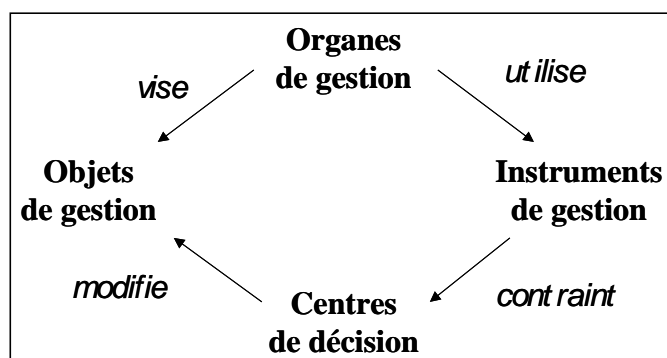 Organes
de gestion
vise
utilise
Objets
de gestion
Instruments
de gestion
modifie
contraint
Centres
de décision